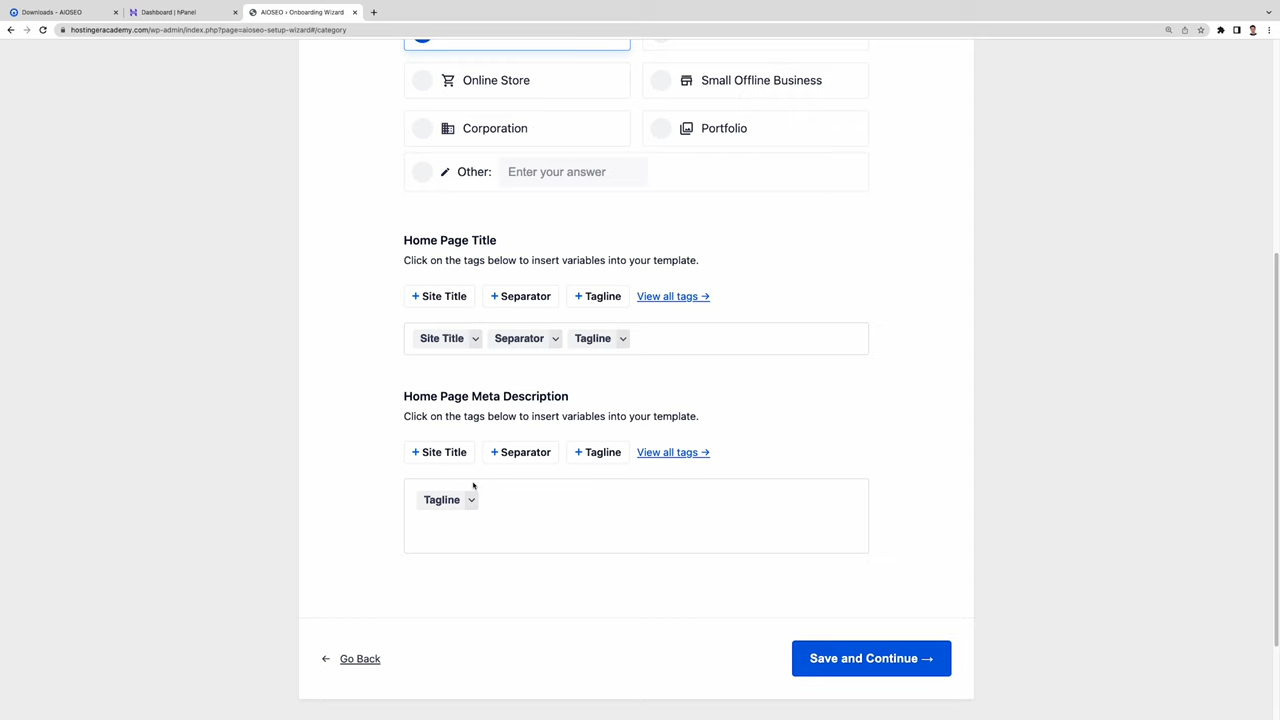 Downloads - AIOSEO
Dashboard | hPanel
AIOSEO › Onboarding Wizard
hostingeracademy.com/wp-admin/index.php?page=aioseo-setup-wizard#/category
Online Store
Small Offline Business
Corporation
Portfolio
Other: Enter your answer
Home Page Title
Click on the tags below to insert variables into your template.
+ Site Title + Separator + Tagline View all tags →
Site Title Separator Tagline
Home Page Meta Description
Click on the tags below to insert variables into your template.
+ Site Title + Separator + Tagline View all tags →
Tagline
← Go Back
Save and Continue →